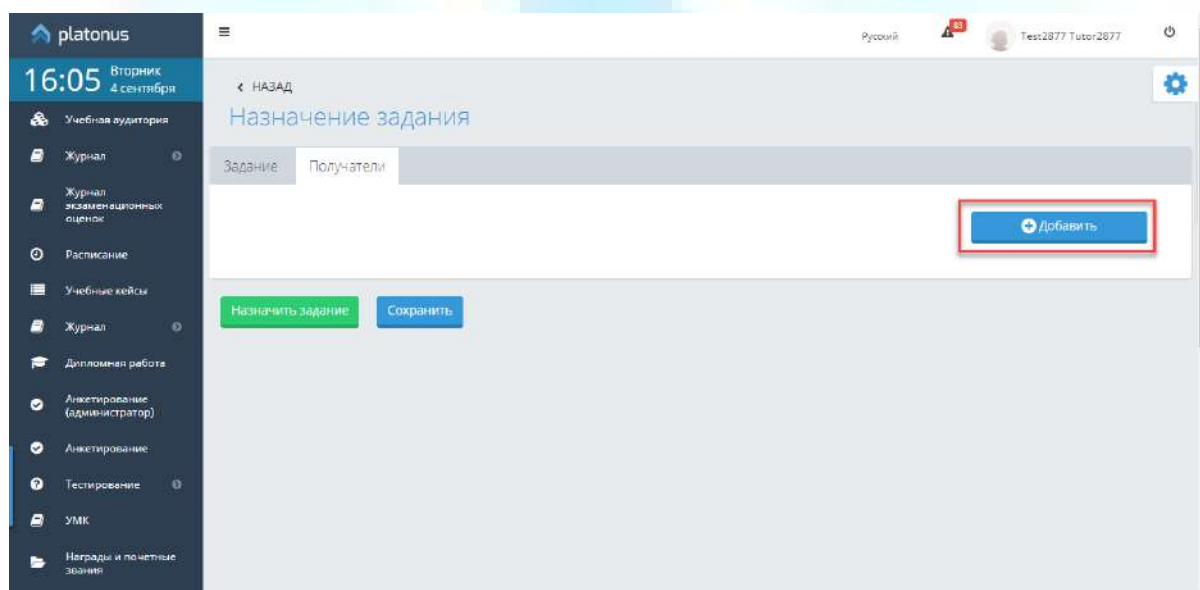 platonus
Русский
83
Test2877 Tutor2877
16:05 Вторник
4 сентября
НАЗАД
Назначение задания
Задание Получатели
Добавить
Назначить задание Сохранить
Учебная аудитория
Журнал
Журнал
экзаменационных
оценок
Расписание
Учебные кейсы
Журнал
Дипломная работа
Анкетирование
(администратор)
Анкетирование
Тестирование
УМК
Награды и почетные
звания